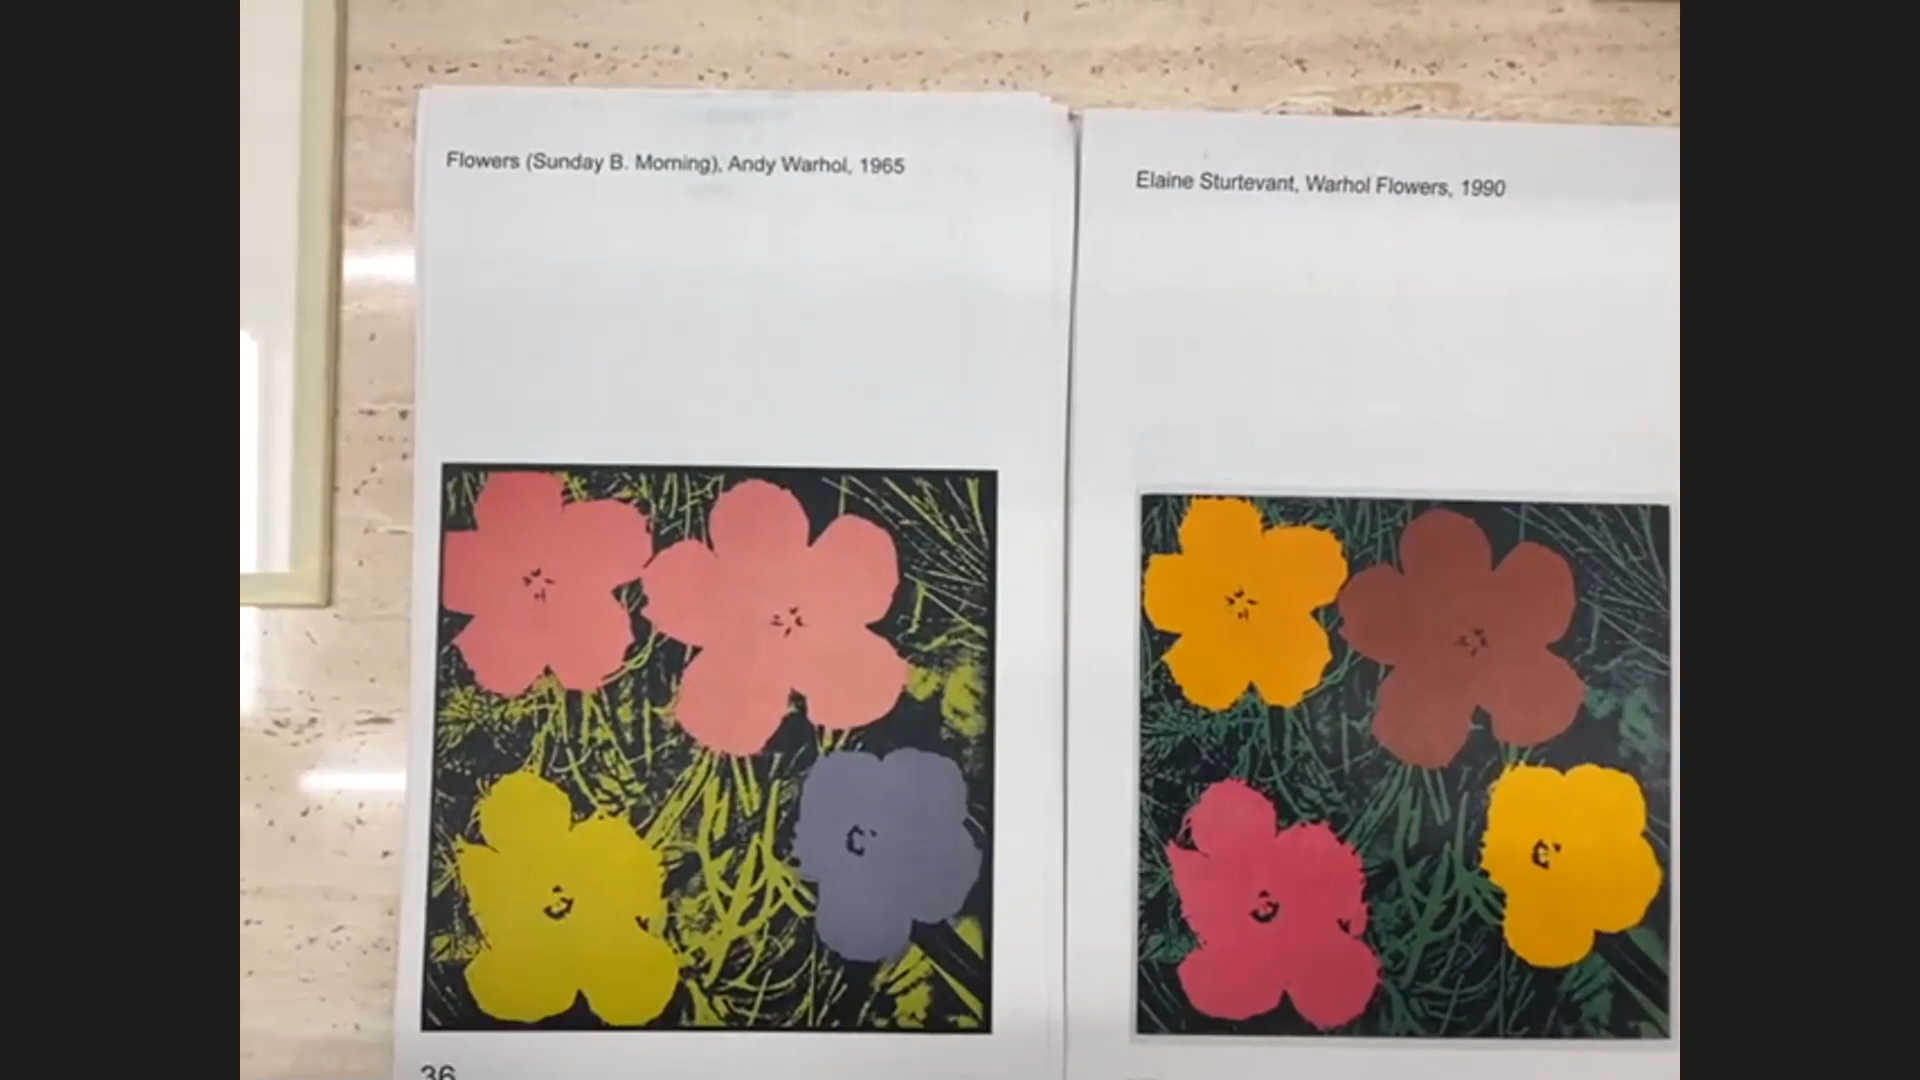 Flowers (Sunday B. Morning), Andy Warhol, 1965
Elaine Sturtevant, Warhol Flowers, 1990
36